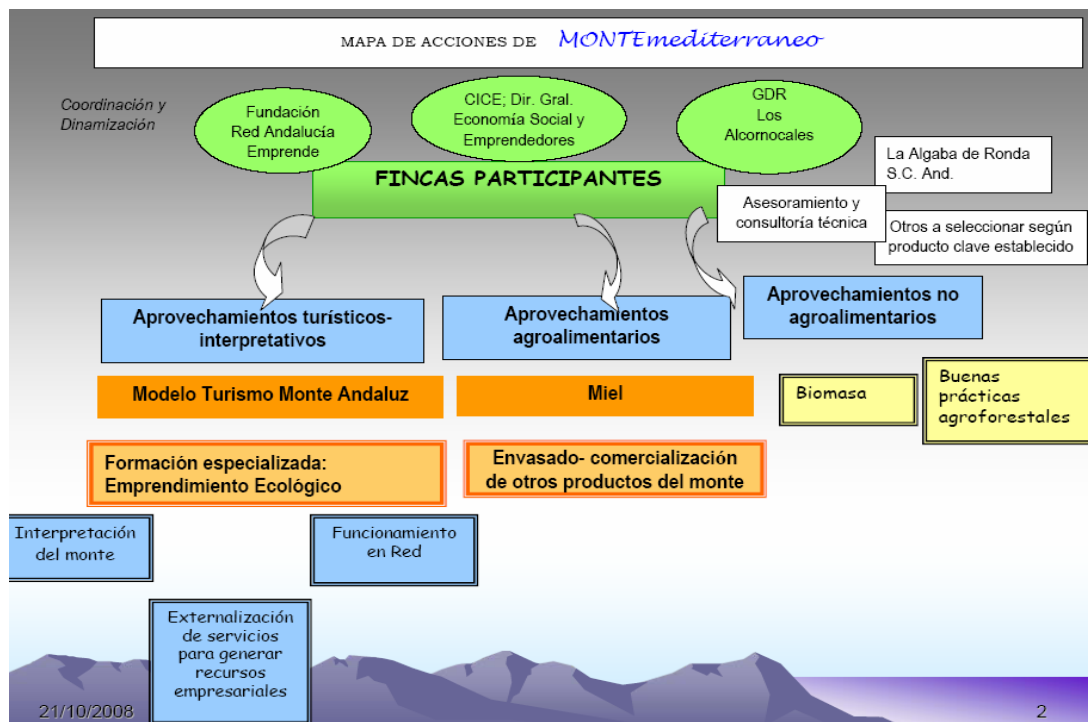 MAPA DE ACCIONES DE MONTEmediterraneo
Coordinación y
Dinamización
Fundación
Red Andalucía
Emprende
CICE; Dir. Gral.
Economía Social y
Emprendedores
GDR
Los
Alcornocales
La Algaba de Ronda
S.C. And.
FINCAS PARTICIPANTES
Asesoramiento y
consultoría técnica
Otros a seleccionar según
producto clave establecido
Aprovechamientos turísticos-
interpretativos
Aprovechamientos
agroalimentarios
Aprovechamientos no
agroalimentarios
Modelo Turismo Monte Andaluz
Miel
Biomasa
Buenas
prácticas
agroforestales
Formación especializada:
Emprendimiento Ecológico
Envasado- comercialización
de otros productos del monte
Interpretación
del monte
Funcionamiento
en Red
Externalización
de servicios
para generar
recursos
empresariales
21/10/2008
2